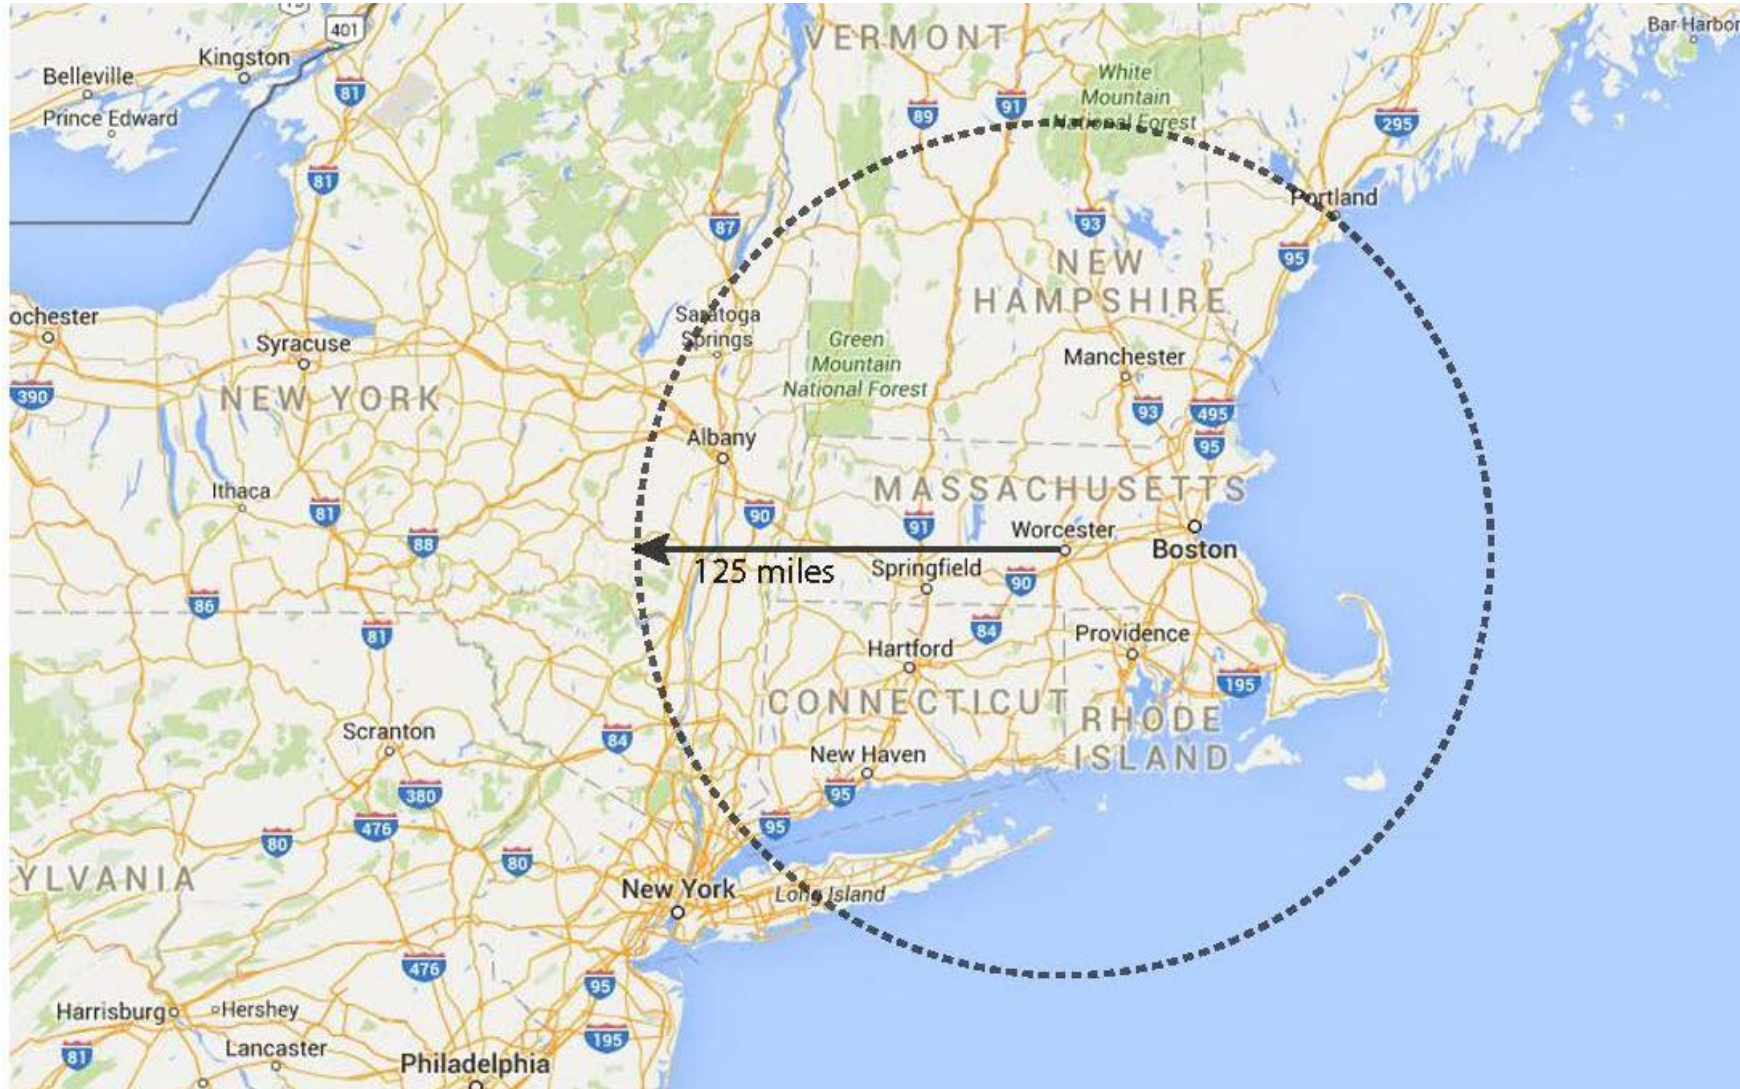 15
401
VERMONT
Bar Harbor
Kingston
Belleville
81
White
Mountain
National Forest
89
91
295
Prince Edward
81
Portland
87
93
95
NEW
HAMPSHIRE
ochester
Saratoga
Springs
Syracuse
Green
Mountain
National Forest
Manchester
390
NEW YORK
93
495
95
Albany
Ithaca
MASSACHUSETTS
81
90
91
Worcester
88
Boston
125 miles
Springfield
90
86
81
84
Providence
Hartford
195
CONNECTICUT
RHODE
ISLAND
Scranton
84
New Haven
380
95
476
95
80
80
YLVANIA
New York
Long Island
476
95
Harrisburg
Hershey
195
Lancaster
81
Philadelphia